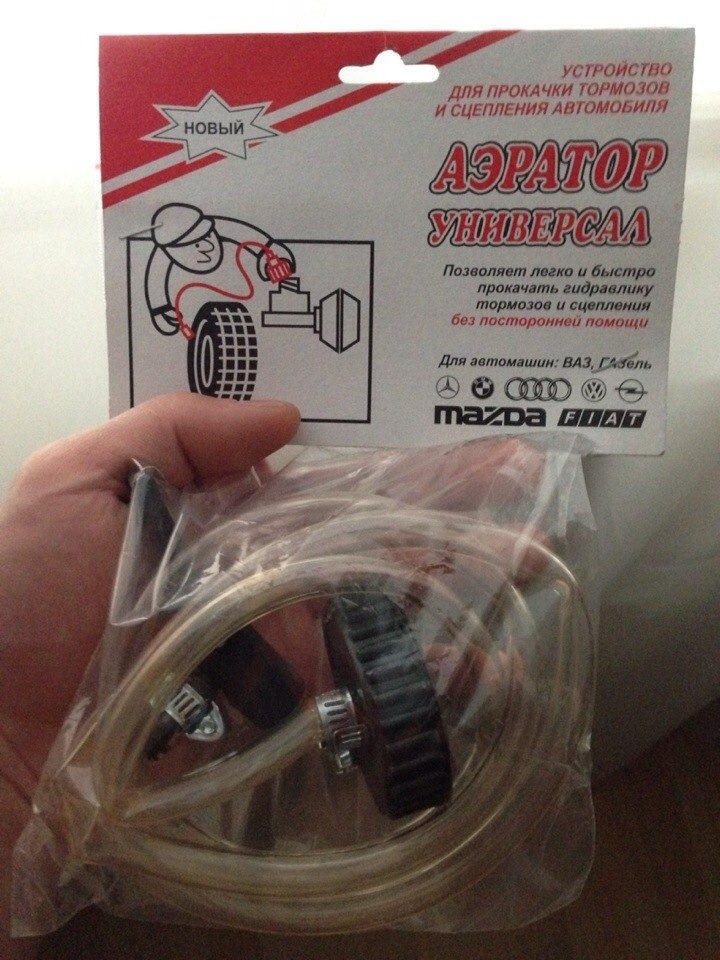 НОВЫЙ
УСТРОЙСТВО
ДЛЯ ПРОКАЧКИ ТОРМОЗОВ
И СЦЕПЛЕНИЯ АВТОМОБИЛЯ
АЭРАТОР
УНИВЕРСАЛ
Позволяет легко и быстро
прокачать гидравлику
тормозов и сцепления
без посторонней помощи
Для автомашин: ВАЗ, ГАЗель
mazda FIAT